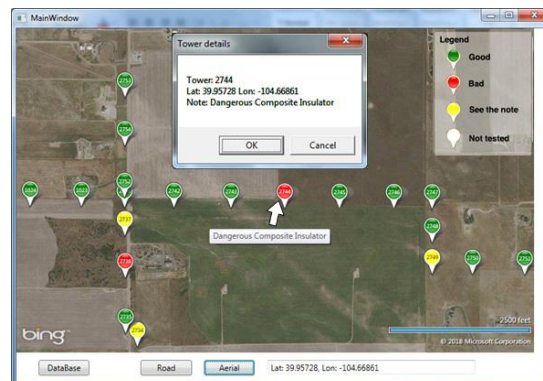 MainWindow
Tower details
Tower: 2744
Lat: 39.95728 Lon: -104.66861
Note: Dangerous Composite Insulator
OK
Cancel
Legend
Good
Bad
See the note
Not tested
2753
2754
1024
1023
2752
2742
2743
2744
2745
2746
2747
2737
2748
Dangerous Composite Insulator
2736
2749
2750
2751
2735
2734
bing
2500 feet
© 2018 Microsoft Corporation
DataBase
Road
Aerial
Lat: 39.95728, Lon: -104.66861